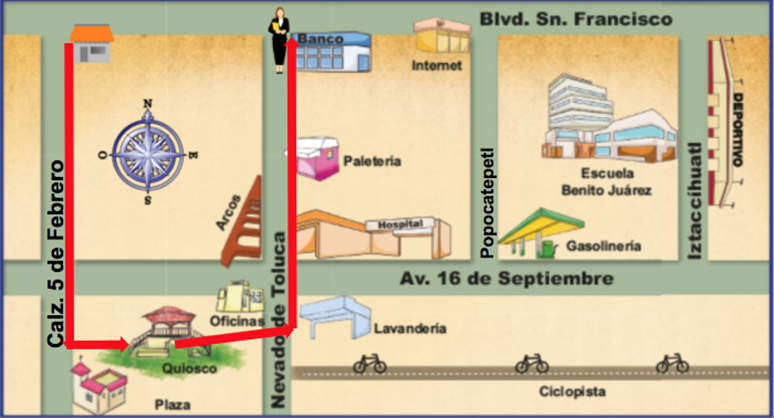 Blvd. Sn. Francisco
Banco
Internet
N
O
E
S
Paletería
DEPORTIVO
Escuela
Benito Juárez
Calz. 5 de Febrero
Arcos
Hospital
Popocatepetl
Gasolinería
Iztaccihuatl
Av. 16 de Septiembre
Nevado de Toluca
Oficinas
Lavandería
Quiosco
Ciclopista
Plaza